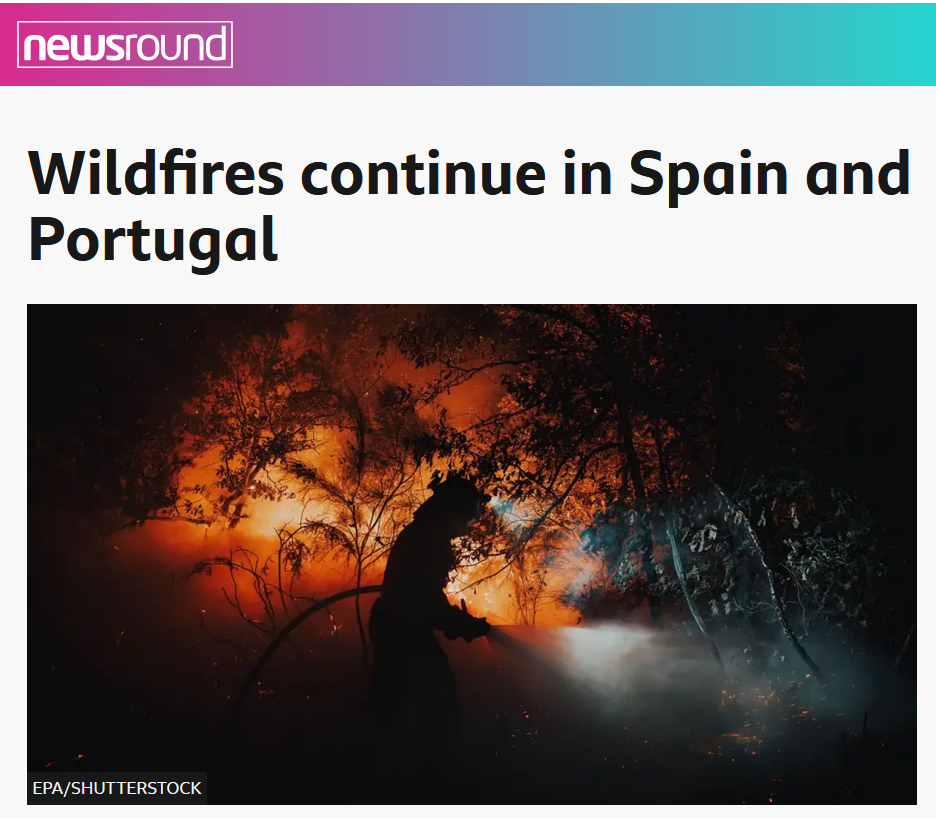 newsround
Wildfires continue in Spain and
Portugal
EPA/SHUTTERSTOCK